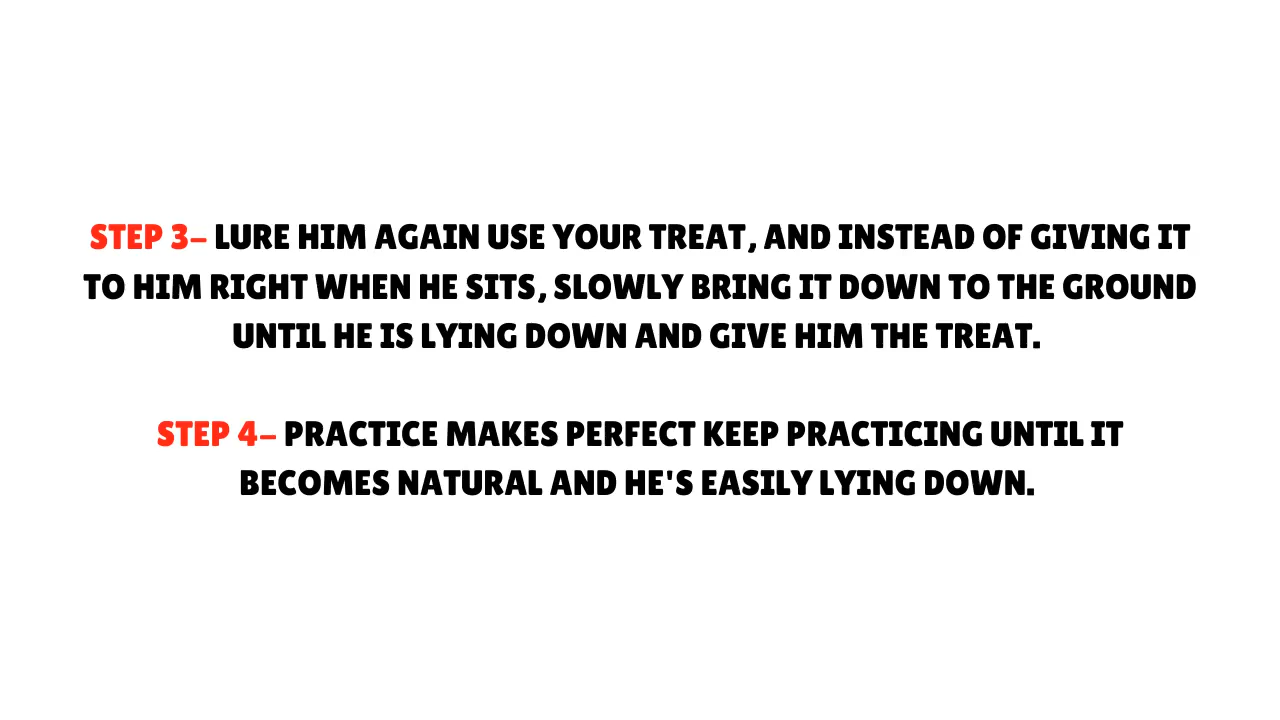 STEP 3– LURE HIM AGAIN USE YOUR TREAT, AND INSTEAD OF GIVING IT
TO HIM RIGHT WHEN HE SITS, SLOWLY BRING IT DOWN TO THE GROUND
UNTIL HE IS LYING DOWN AND GIVE HIM THE TREAT.
STEP 4– PRACTICE MAKES PERFECT KEEP PRACTICING UNTIL IT
BECOMES NATURAL AND HE'S EASILY LYING DOWN.